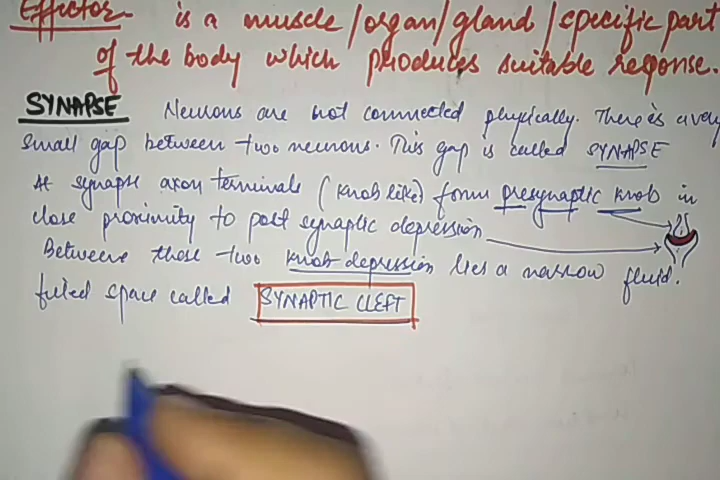 Effector is a muscle/organ/gland/specific part
of the body which produces suitable response.
SYNAPSE Neurons are not connected physically. There is a very
small gap between two neurons. This gap is called SYNAPSE
At synapse axon terminals (knob like) form presynaptic knob in
close proximity to post synaptic depression
Between these two knob depression lies a narrow fluid.
filled space called SYNAPTIC CLEFT